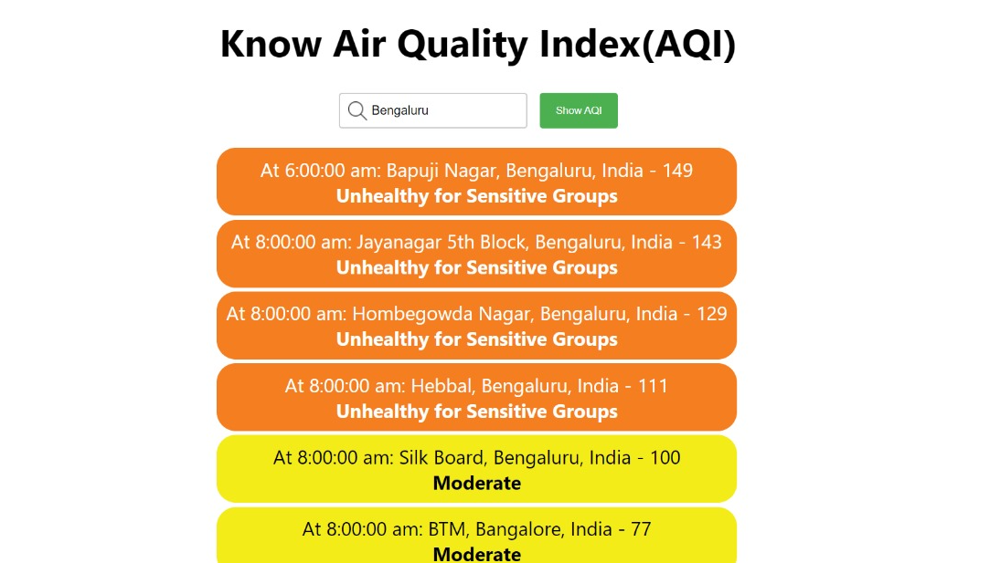 Know Air Quality Index(AQI)
Bengaluru
Show AQI
At 6:00:00 am: Bapuji Nagar, Bengaluru, India - 149
Unhealthy for Sensitive Groups
At 8:00:00 am: Jayanagar 5th Block, Bengaluru, India - 143
Unhealthy for Sensitive Groups
At 8:00:00 am: Hombegowda Nagar, Bengaluru, India - 129
Unhealthy for Sensitive Groups
At 8:00:00 am: Hebbal, Bengaluru, India - 111
Unhealthy for Sensitive Groups
At 8:00:00 am: Silk Board, Bengaluru, India - 100
Moderate
At 8:00:00 am: BTM, Bangalore, India - 77
Moderate